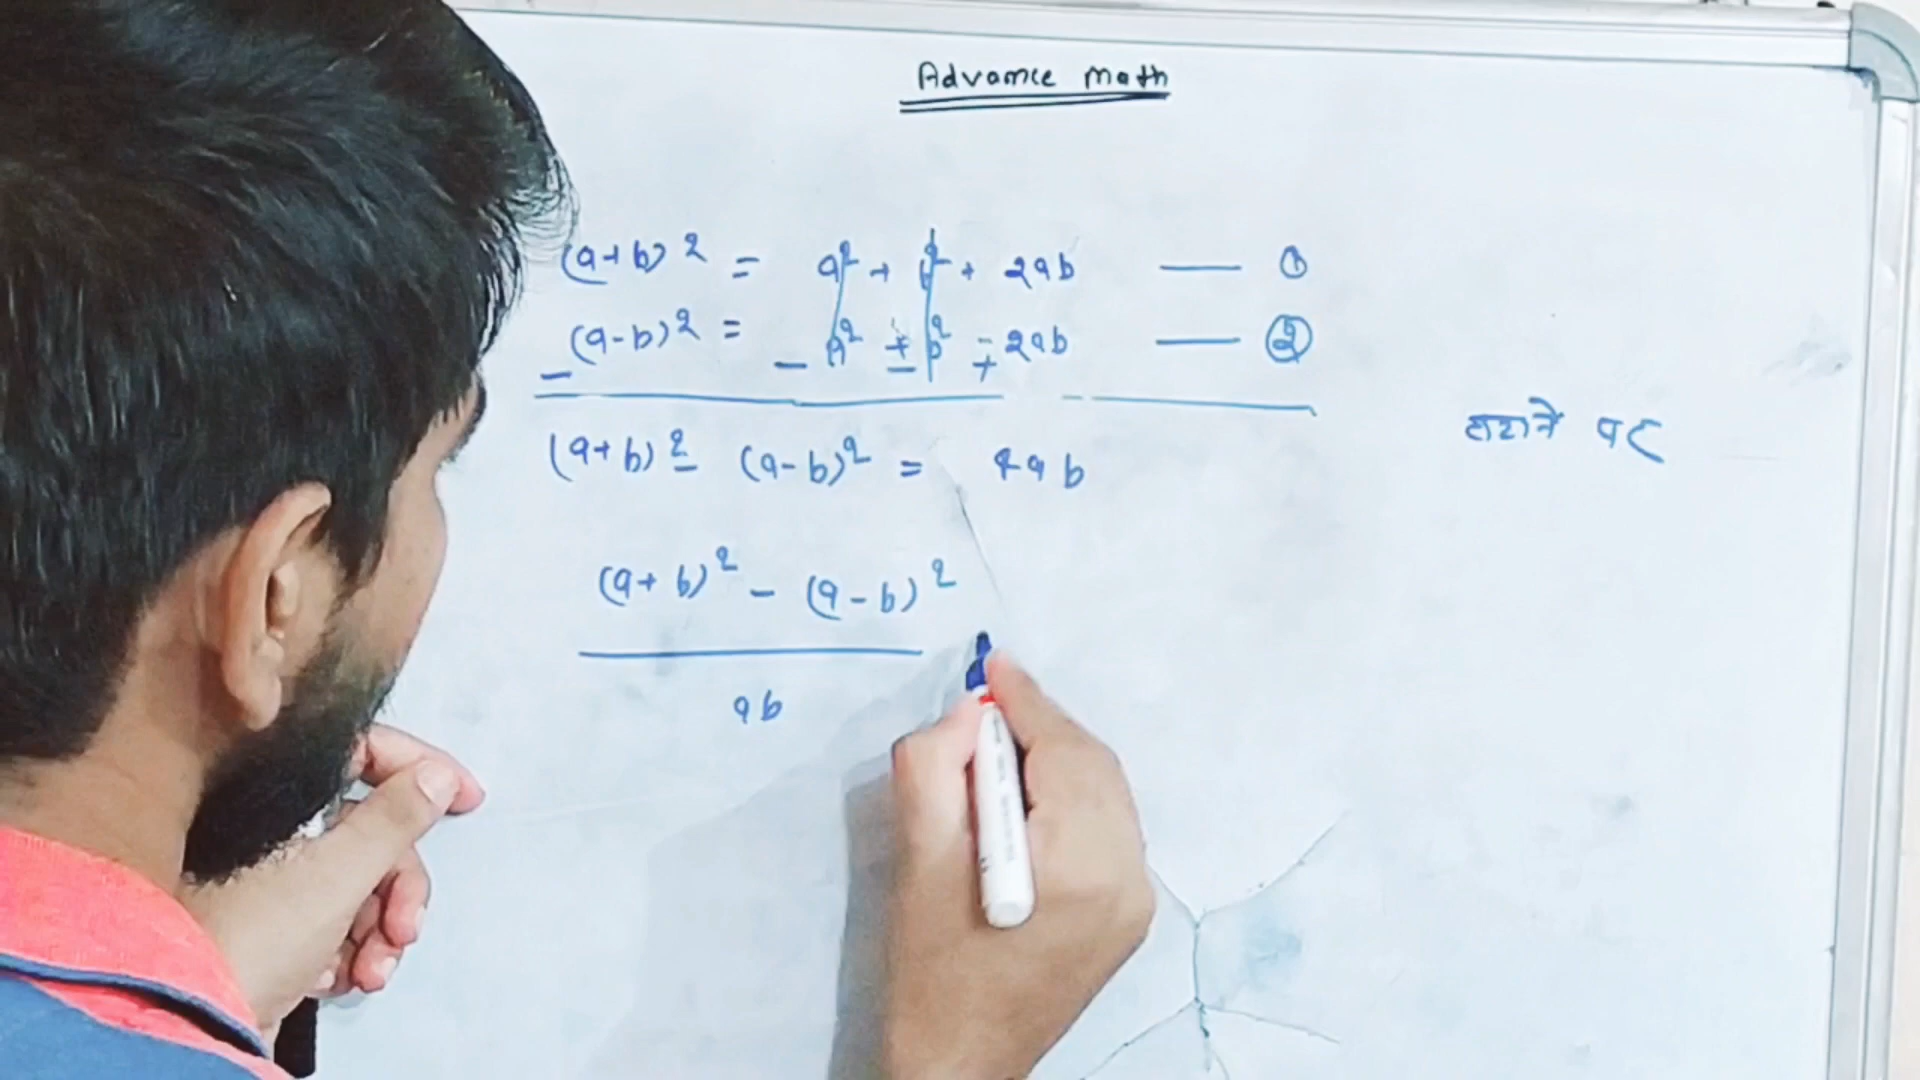 Advance math
(a+b)² = a² + b² + 2ab —— ①
_(a-b)² = _ a² ± b² -+ 2ab —— ②
हटाने पर
(a+b)² - (a-b)² = 4ab
(a+b)² - (a-b)²
ab